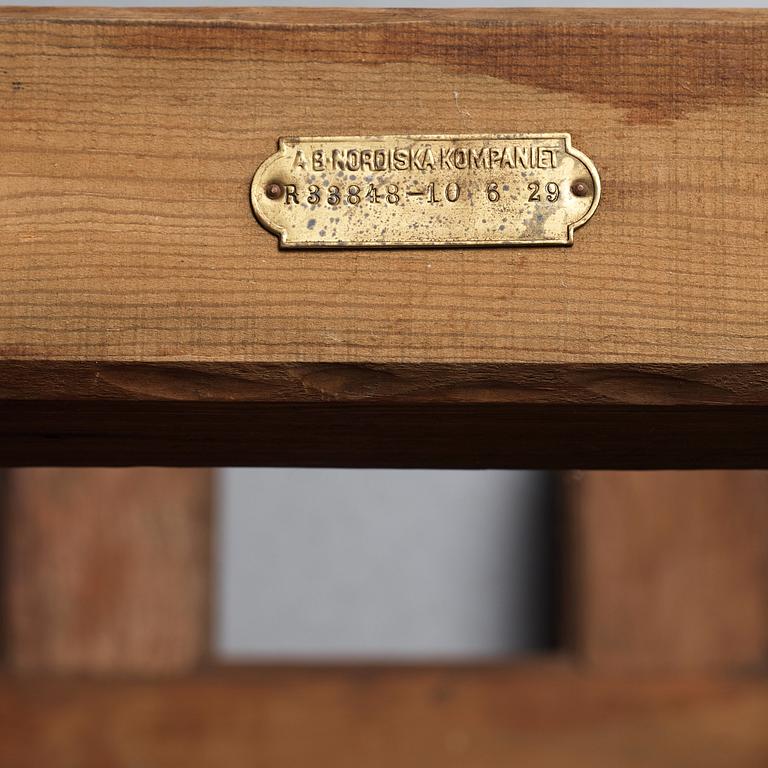 A.B. NORDISKA KOMPANIET
R33848-10 6 29